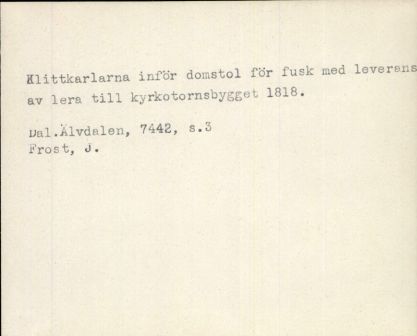 Klittkarlarna inför domstol för fusk med leverans
av lera till kyrkotornsbygget 1818.
Dal.Älvdalen, 7442, s.3
Frost, J.